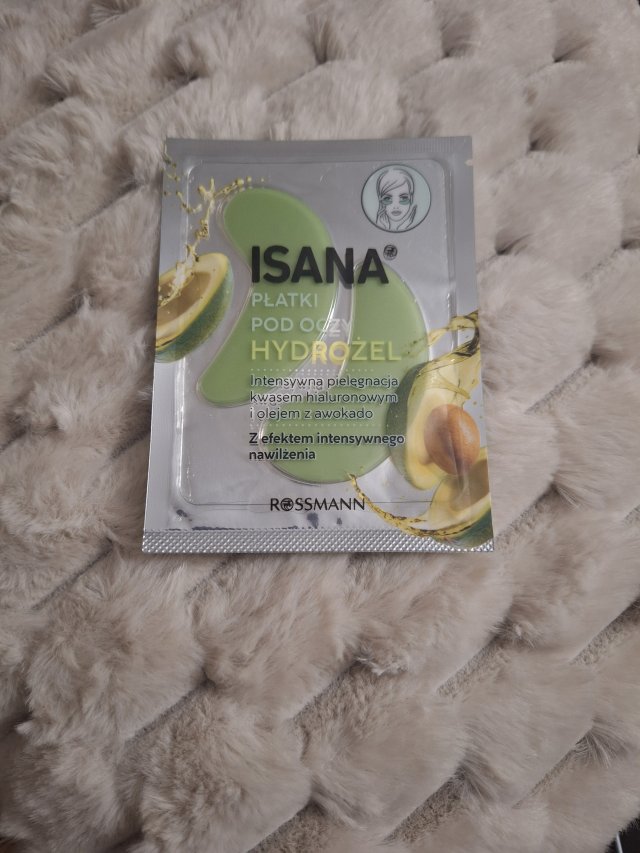 ISANA
PŁATKI
POD OCZY
HYDROŻEL
Intensywna pielęgnacja
kwasem hialuronowym
i olejem z awokado
Z efektem intensywnego
nawilżenia
ROSSMANN